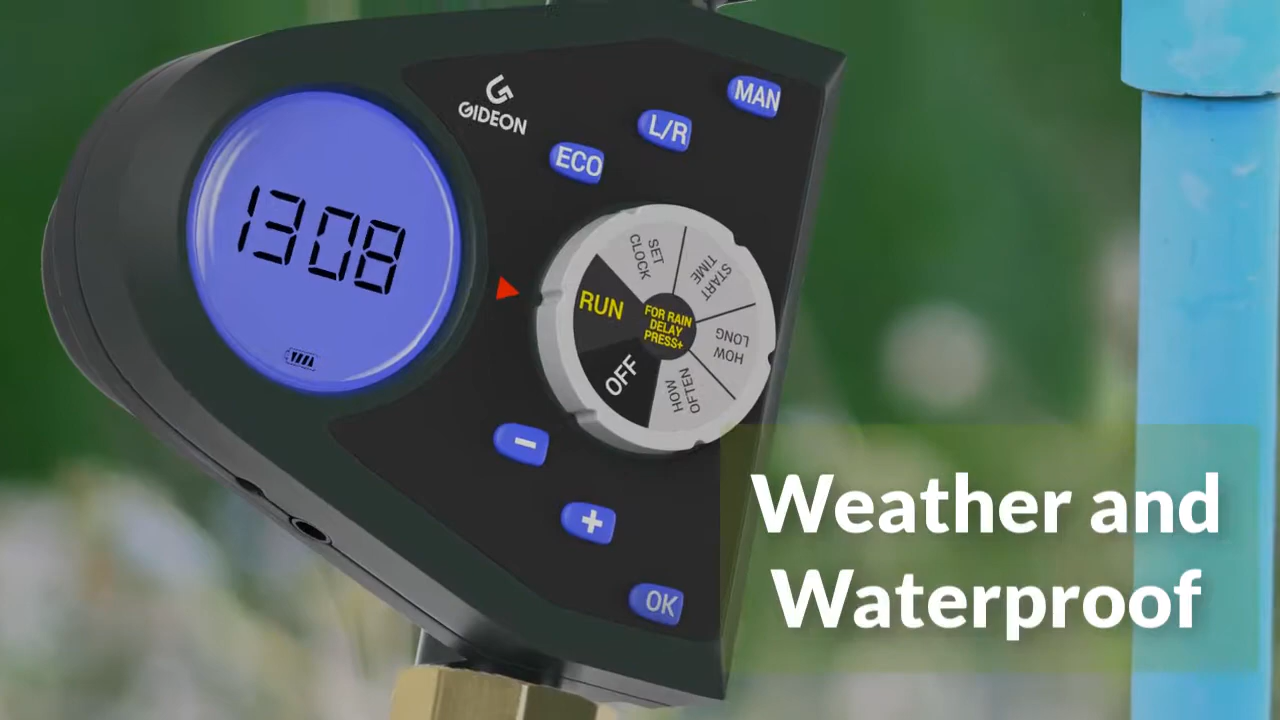 1308
GIDEON
ECO
L/R
MAN
SET
CLOCK
START
TIME
HOW
LONG
HOW
OFTEN
OFF
RUN
FOR RAIN
DELAY
PRESS+
-
+
OK
Weather and
Waterproof